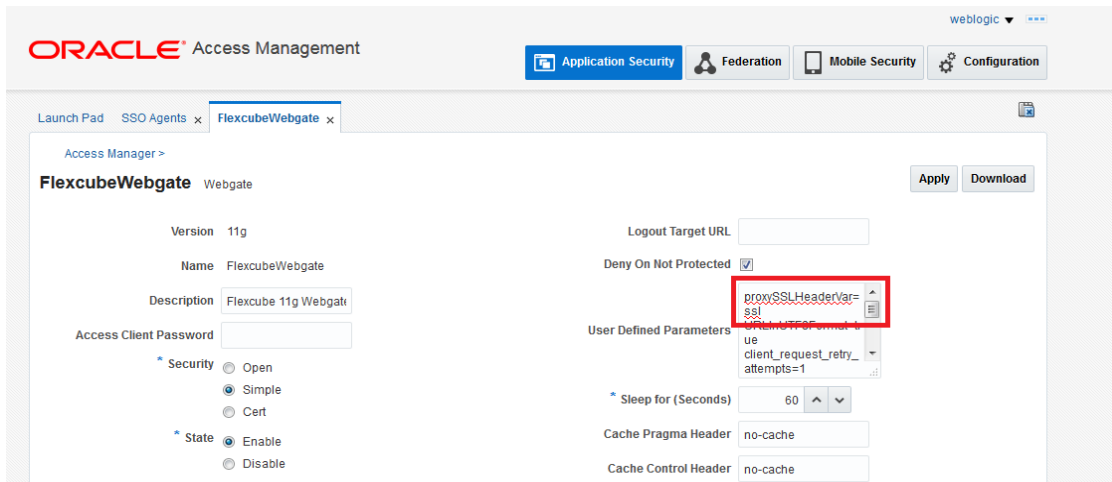 weblogic
ORACLE Access Management
Application Security
Federation
Mobile Security
Configuration
Launch Pad
SSO Agents x
FlexcubeWebgate x
Access Manager >
FlexcubeWebgate Webgate
Apply
Download
Version 11g
Name FlexcubeWebgate
Description Flexcube 11g Webgate
Access Client Password
* Security
Open
Simple
Cert
* State
Enable
Disable
Logout Target URL
Deny On Not Protected
User Defined Parameters
proxySSLHeaderVar=
ssl
URLInUTF8Format=tr
ue
client_request_retry_
attempts=1
* Sleep for (Seconds) 60
Cache Pragma Header no-cache
Cache Control Header no-cache